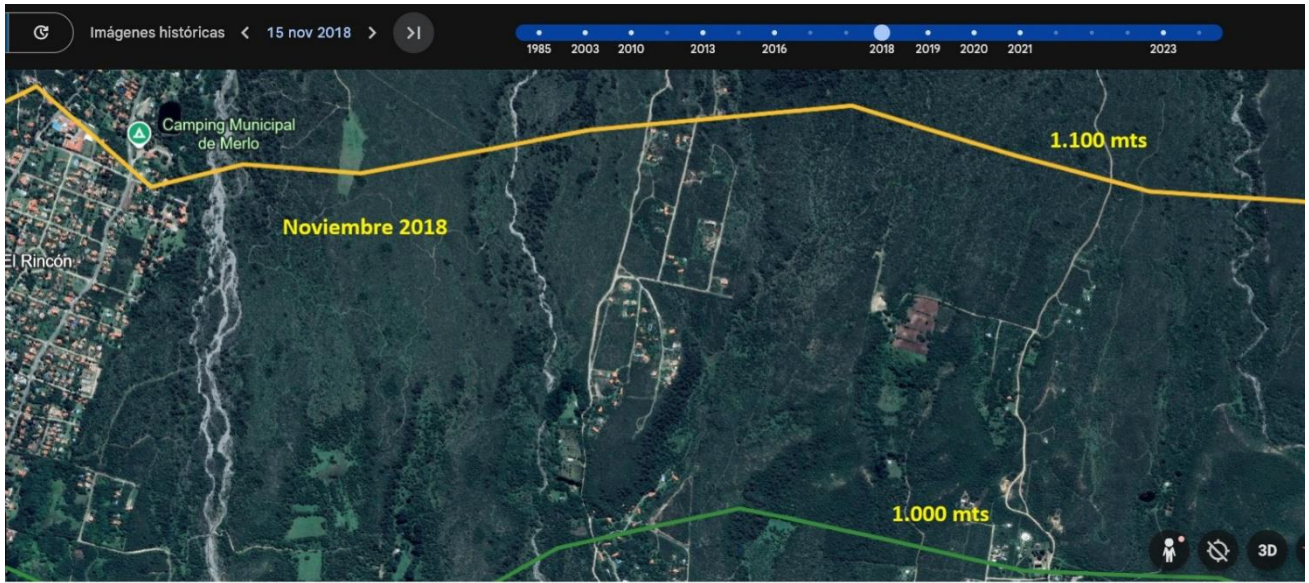 Imágenes históricas < 15 nov 2018 > >|
1985 2003 2010 2013 2016 2018 2019 2020 2021 2023
Camping Municipal
de Merlo
1.100 mts
Noviembre 2018
El Rincón
1.000 mts
3D